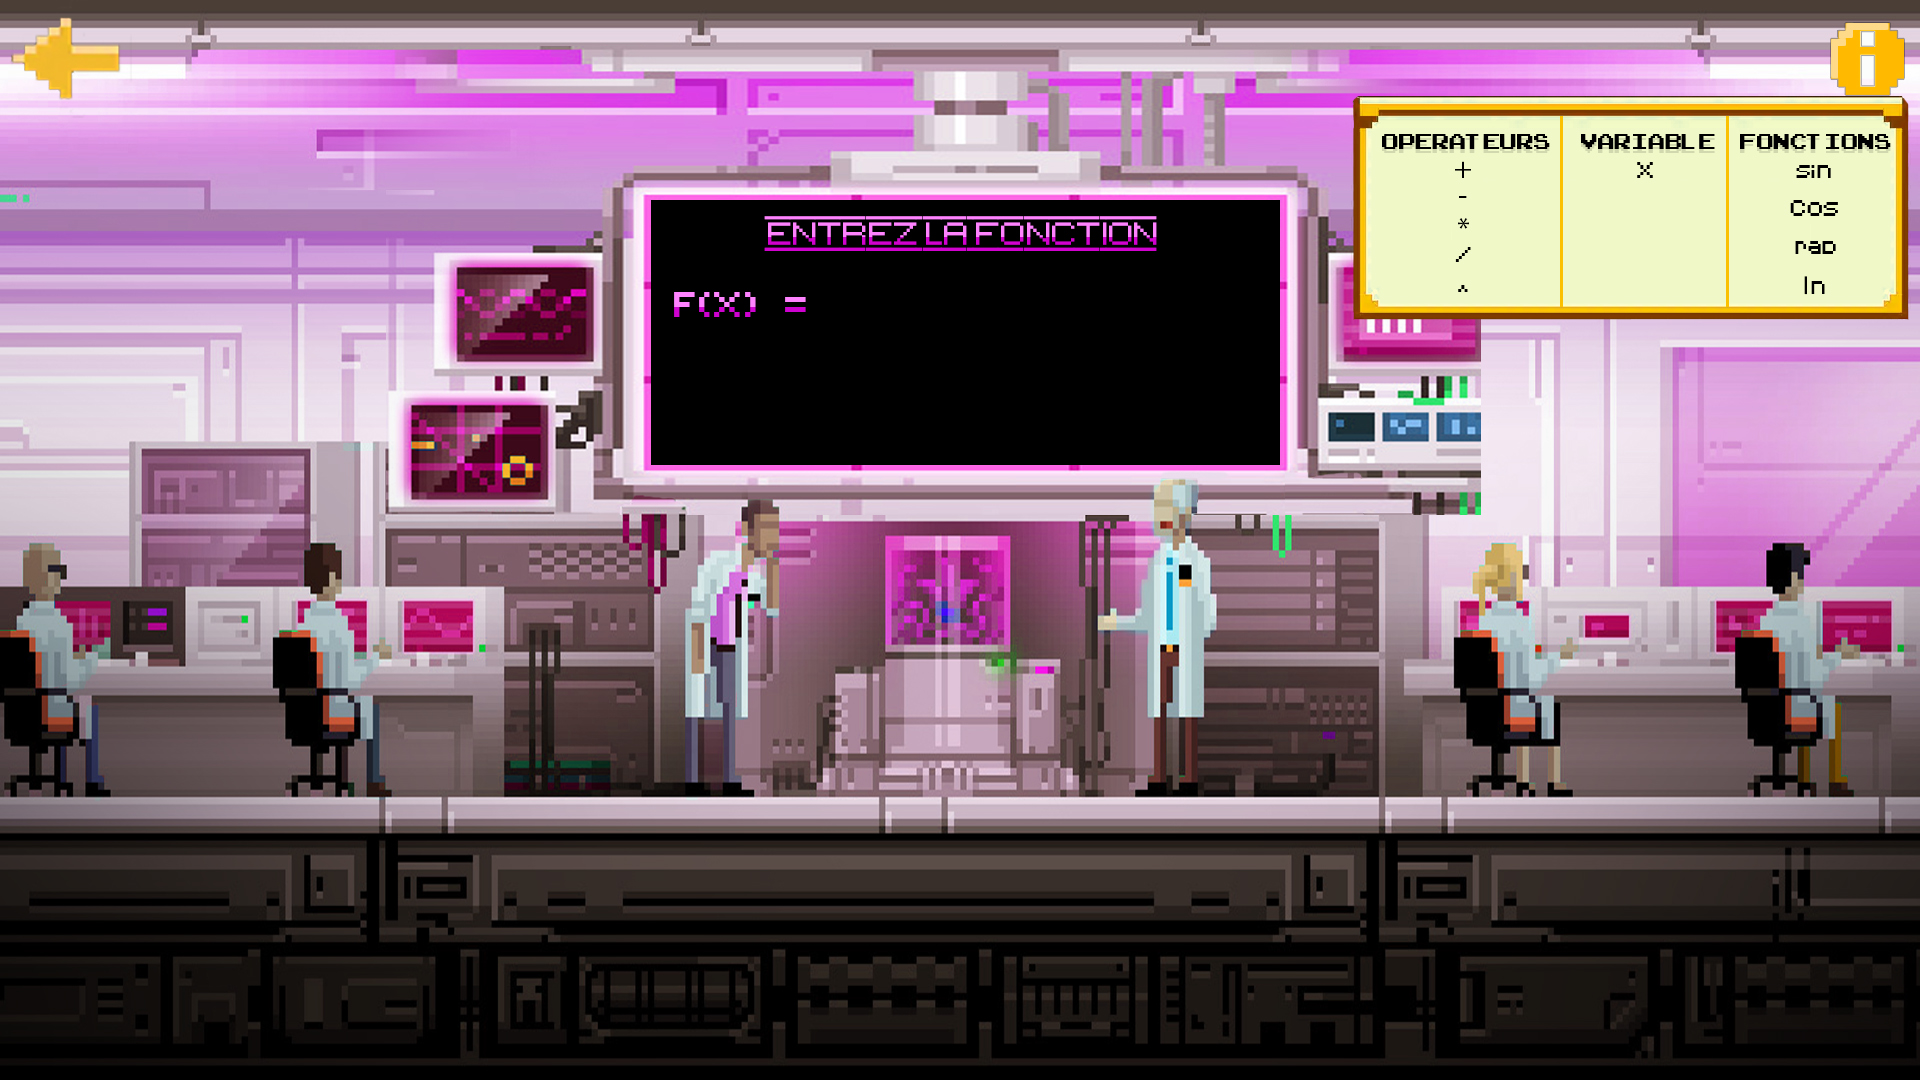 ENTREZ LA FONCTION
F(X) =
OPERATEURS
+
-
*
/
^
VARIABLE
X
FONCTIONS
sin
cos
rad
ln